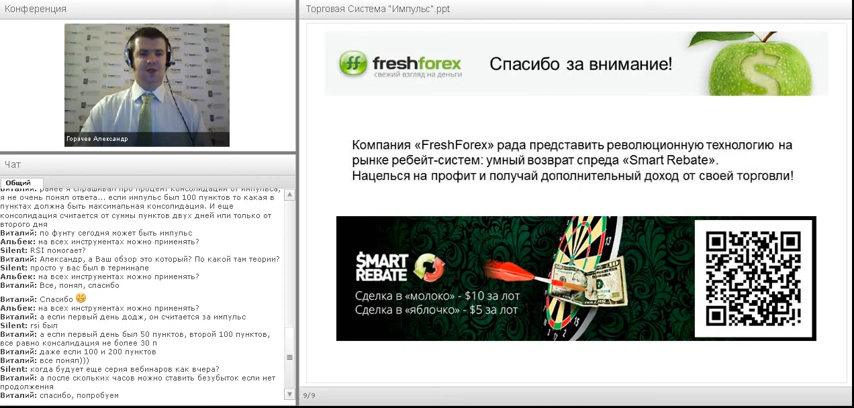 Конференция
Горачев Александр
Чат
Общий
Виталий: ранее я спрашивал про процент консолидации от импульса,
я не очень понял ответа... если импульс был 100 пунктов то какая в
пунктах должна быть максимальная консолидация. И еще
консолидация считается от суммы пунктов двух дней или только от
второго дня
Виталий: по фунту сегодня может быть импульс
Альбек: на всех инструментах можно применять?
Silent: RSI поногает?
Виталий: Александр, а Ваш обзор это который? По какой там теории?
Silent: просто у вас был в терминале
Альбек: на всех инструментах можно применять?
Виталий: Все, понял, спасибо
Виталий: Спасибо
Альбек: на всех инструментах можно применять?
Виталий: а если первый день додж, он считается за импульс
Silent: rsi был
Виталий: а если первый день был 50 пунктов, второй 100 пунктов,
все равно консалидация не более 30 п
Виталий: даже если 100 и 200 пунктов
Виталий: все понял)))
Silent: когда будует еще серия вебинаров как вчера?
Виталий: а после скольких часов можно ставить безубыток если нет
продолжения
Виталий: спасибо, попробуем
Торговая Система "Импульс".ppt
freshforex
свежий взгляд на деньги
Спасибо за внимание!
Компания «FreshForex» рада представить революционную технологию на
рынке ребейт-систем: умный возврат спреда «Smart Rebate».
Нацелься на профит и получай дополнительный доход от своей торговли!
$MART
REBATE
Сделка в «молоко» - $10 за лот
Сделка в «яблочко» - $5 за лот
9/9